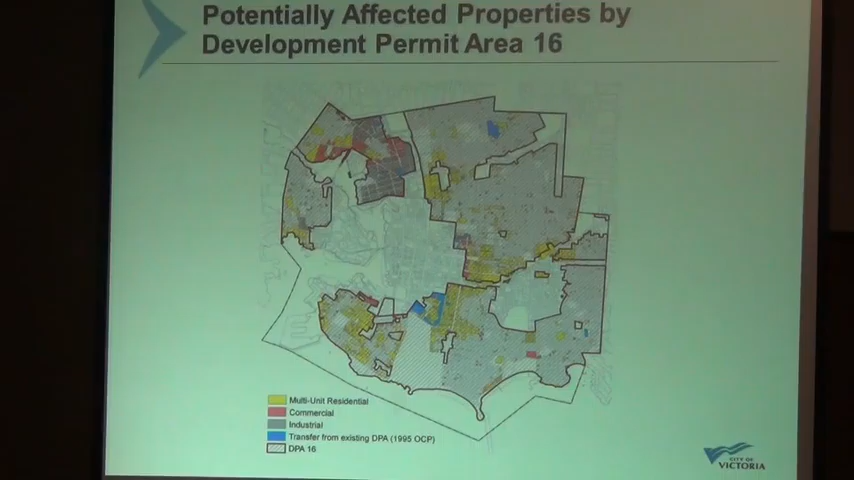 Potentially Affected Properties by
Development Permit Area 16
Multi-Unit Residential
Commercial
Industrial
Transfer from existing DPA (1995 OCP)
DPA 16
CITY OF
VICTORIA